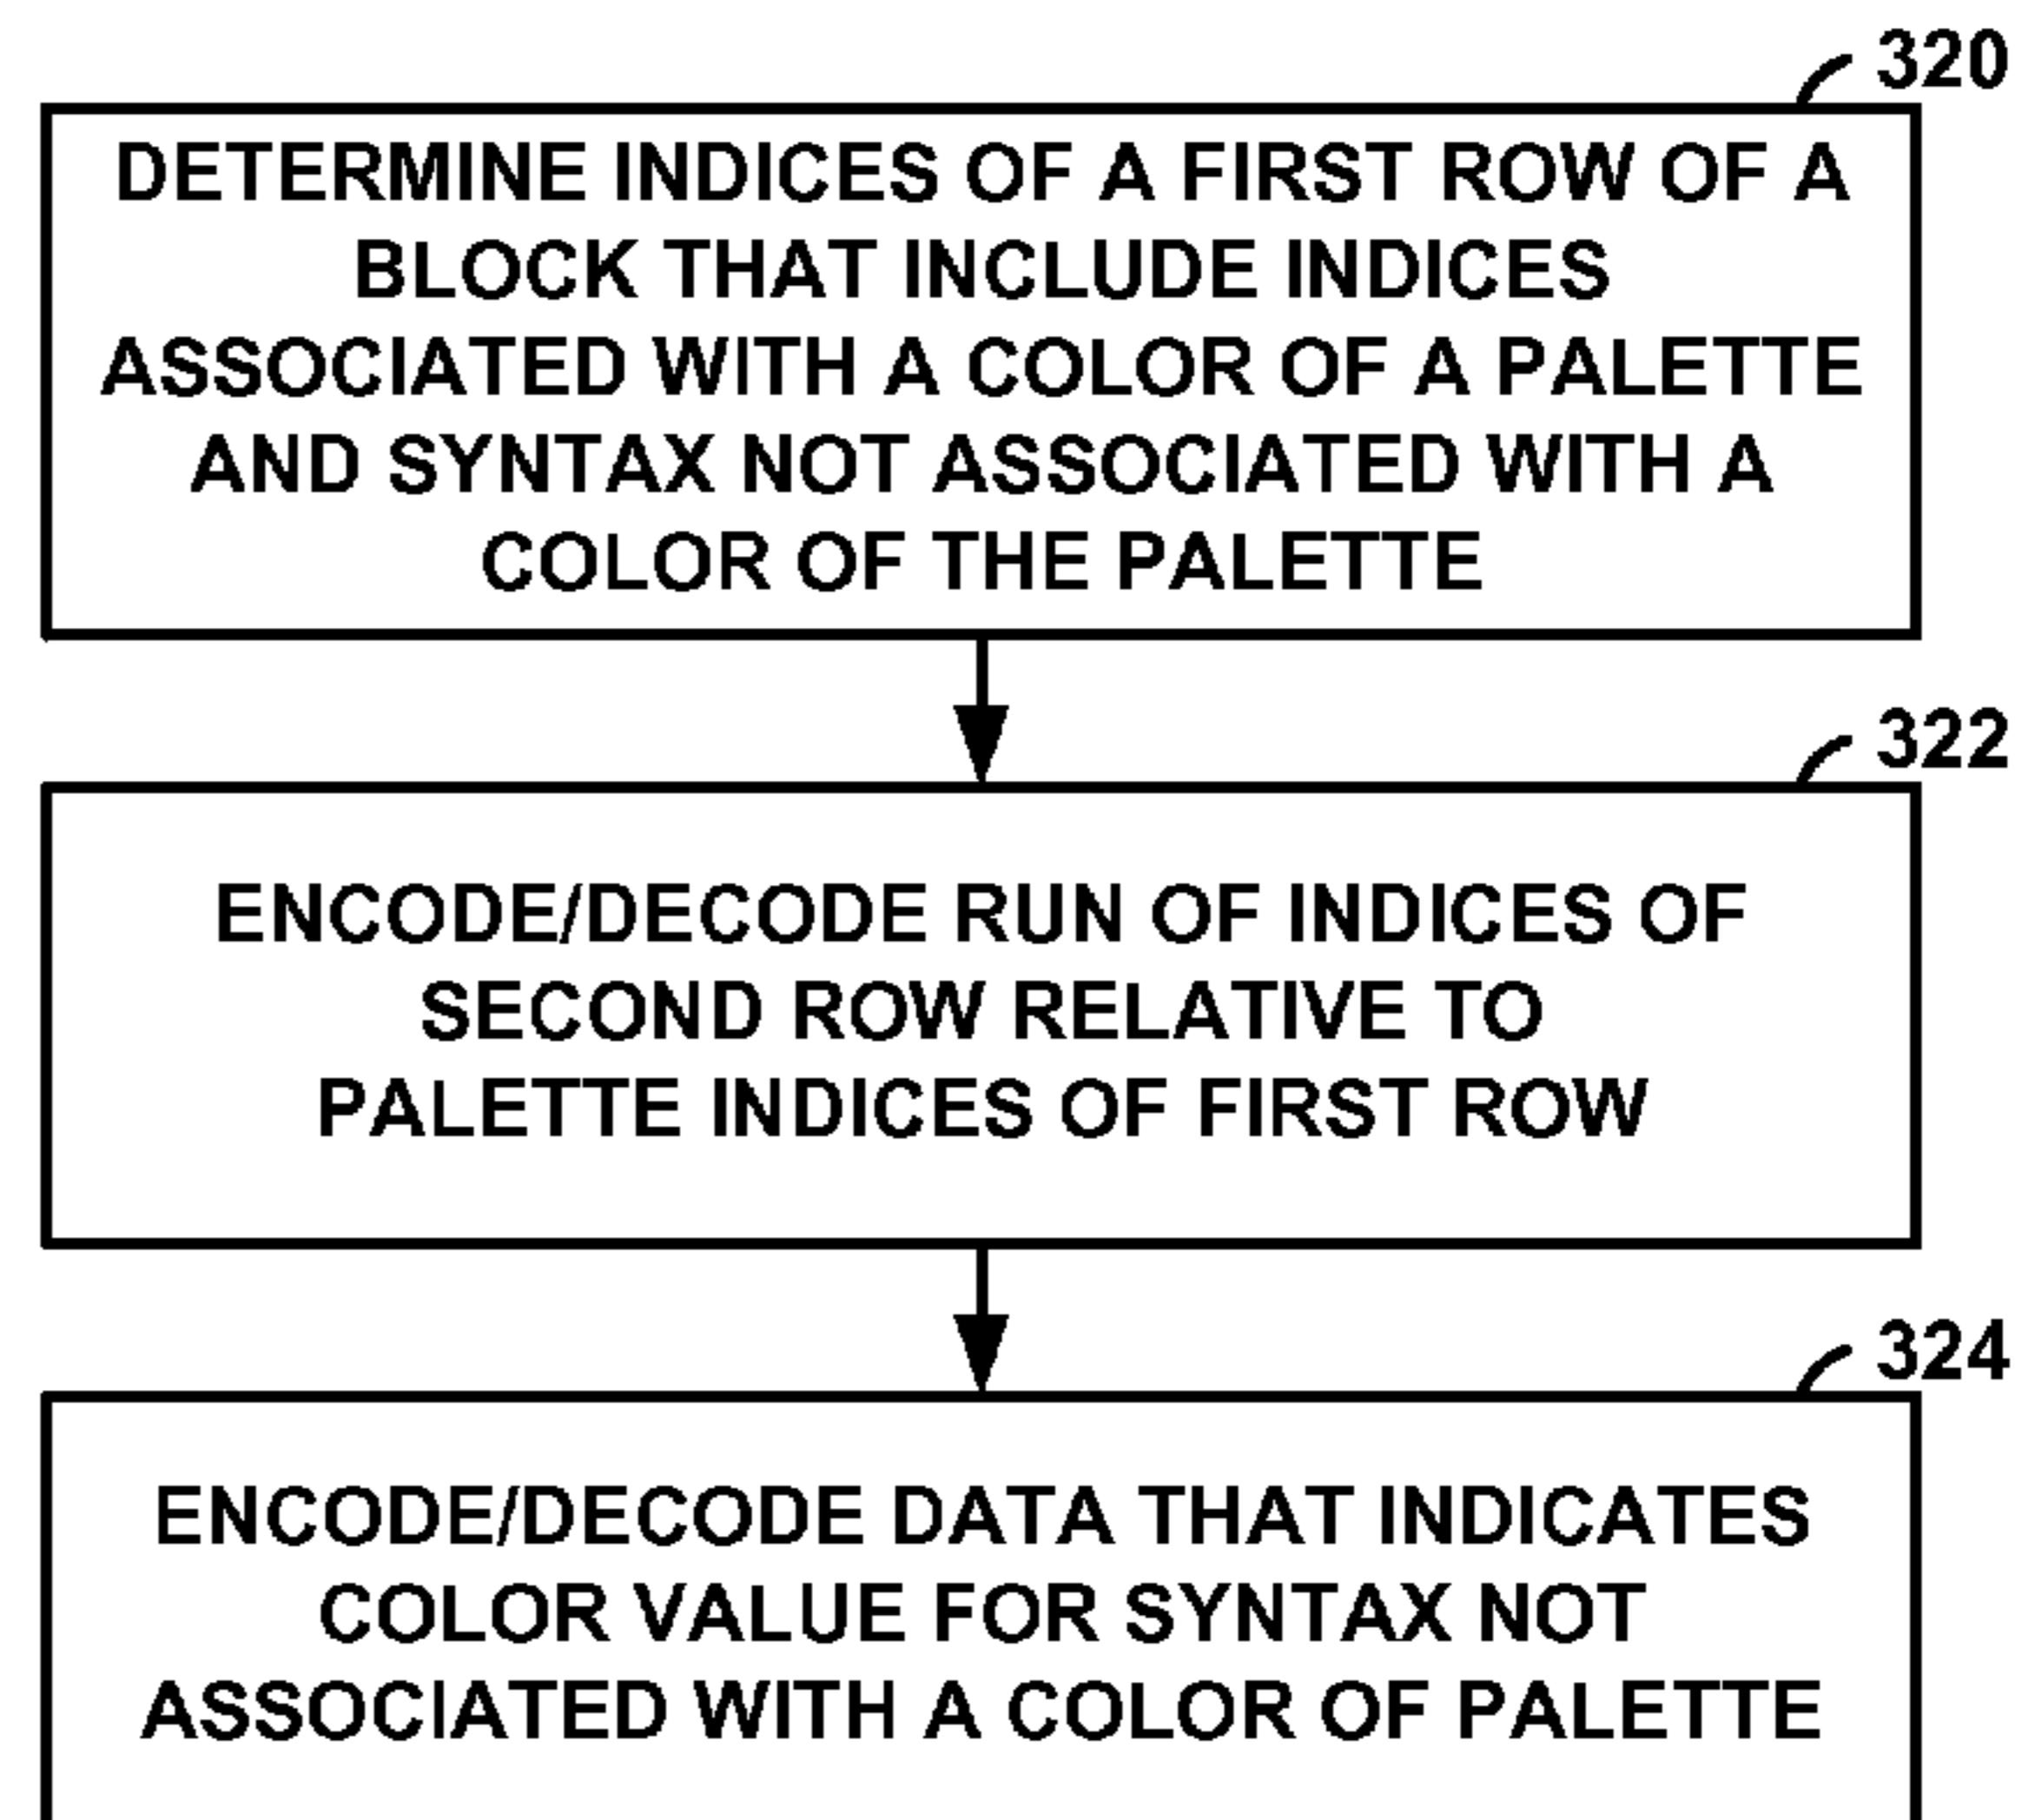 320
DETERMINE INDICES OF A FIRST ROW OF A
BLOCK THAT INCLUDE INDICES
ASSOCIATED WITH A COLOR OF A PALETTE
AND SYNTAX NOT ASSOCIATED WITH A
COLOR OF THE PALETTE
322
ENCODE/DECODE RUN OF INDICES OF
SECOND ROW RELATIVE TO
PALETTE INDICES OF FIRST ROW
324
ENCODE/DECODE DATA THAT INDICATES
COLOR VALUE FOR SYNTAX NOT
ASSOCIATED WITH A COLOR OF PALETTE